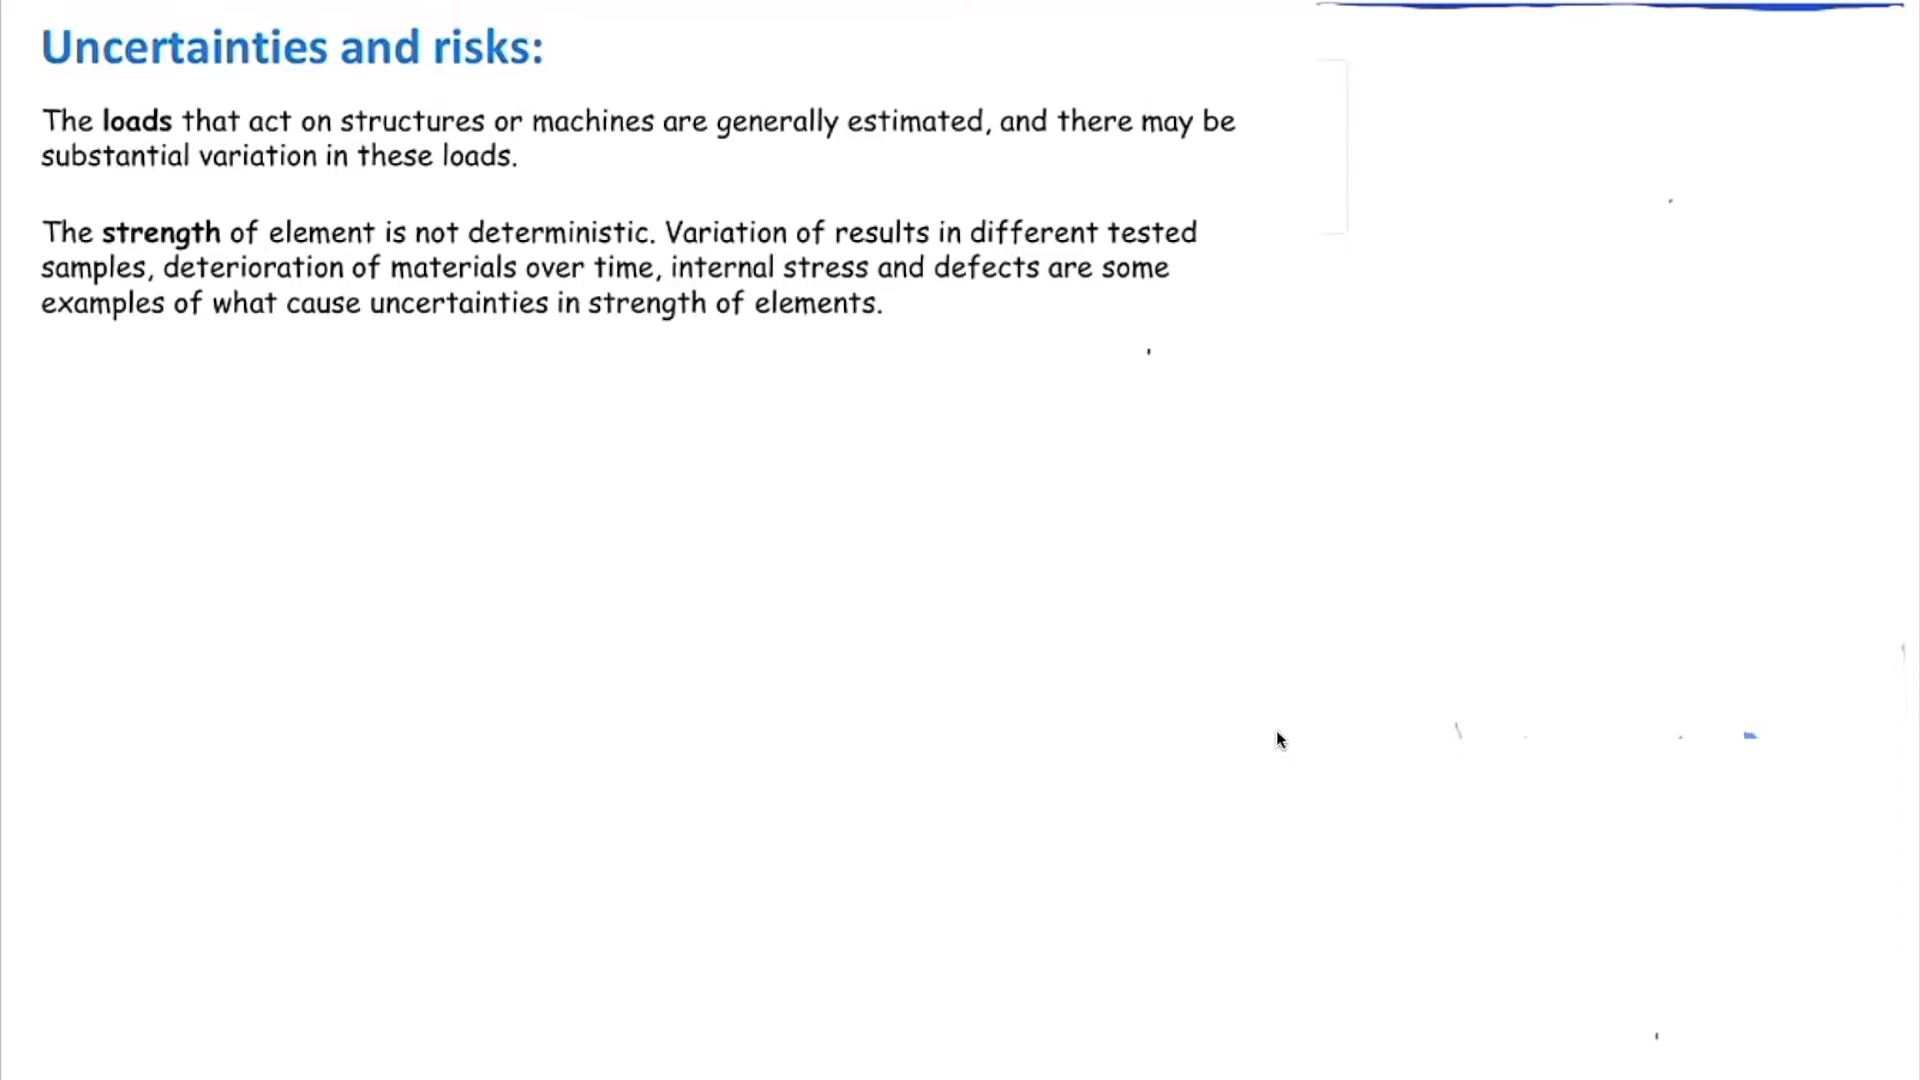 Uncertainties and risks:
The loads that act on structures or machines are generally estimated, and there may be
substantial variation in these loads.
The strength of element is not deterministic. Variation of results in different tested
samples, deterioration of materials over time, internal stress and defects are some
examples of what cause uncertainties in strength of elements.